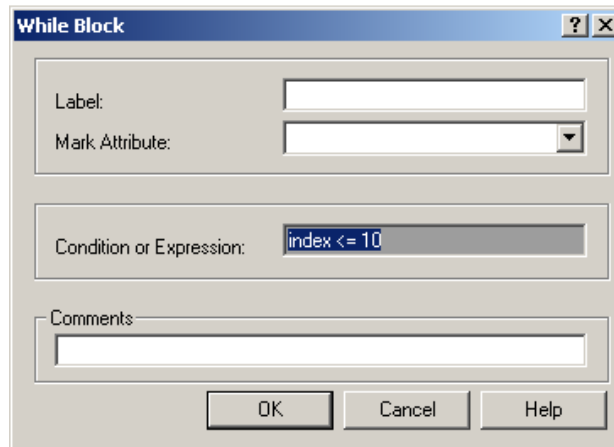 While Block
Label:
Mark Attribute:
Condition or Expression: index <= 10
Comments
OK Cancel Help